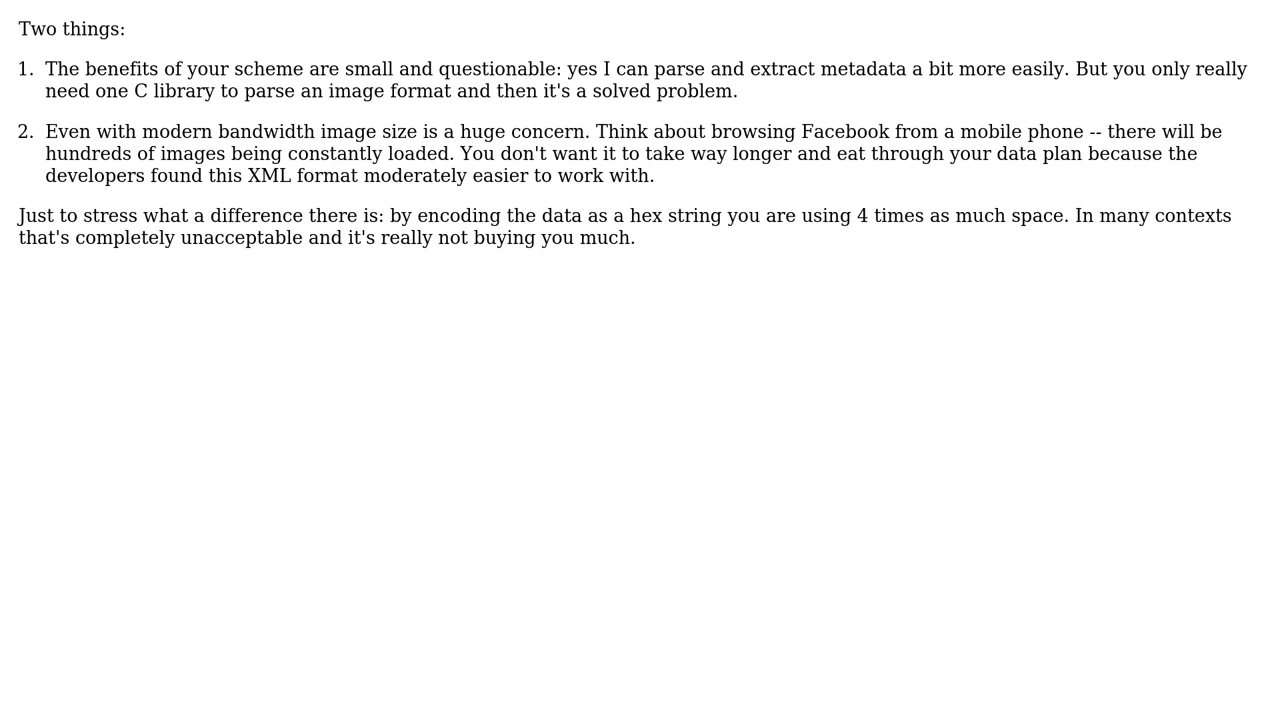 Two things:
1. The benefits of your scheme are small and questionable: yes I can parse and extract metadata a bit more easily. But you only really
need one C library to parse an image format and then it's a solved problem.
2. Even with modern bandwidth image size is a huge concern. Think about browsing Facebook from a mobile phone -- there will be
hundreds of images being constantly loaded. You don't want it to take way longer and eat through your data plan because the
developers found this XML format moderately easier to work with.
Just to stress what a difference there is: by encoding the data as a hex string you are using 4 times as much space. In many contexts
that's completely unacceptable and it's really not buying you much.